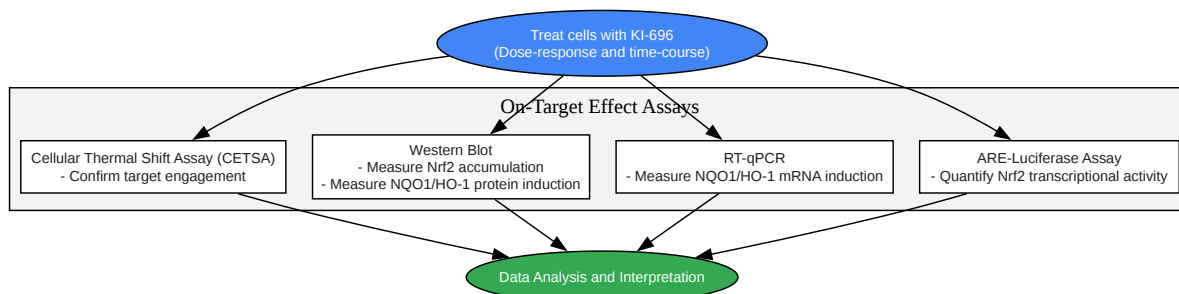 Treat cells with KI-696
(Dose-response and time-course)
On-Target Effect Assays
Cellular Thermal Shift Assay (CETSA)
- Confirm target engagement
Western Blot
- Measure Nrf2 accumulation
- Measure NQO1/HO-1 protein induction
RT-qPCR
- Measure NQO1/HO-1 mRNA induction
ARE-Luciferase Assay
- Quantify Nrf2 transcriptional activity
Data Analysis and Interpretation